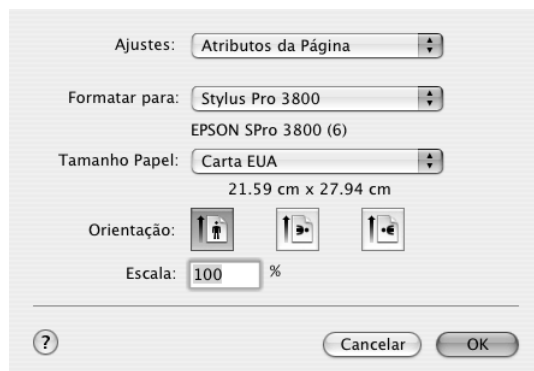 Ajustes: Atributos da Página
Formatar para: Stylus Pro 3800
EPSON SPro 3800 (6)
Tamanho Papel: Carta EUA
21.59 cm x 27.94 cm
Orientação:
Escala: 100 %
? Cancelar OK